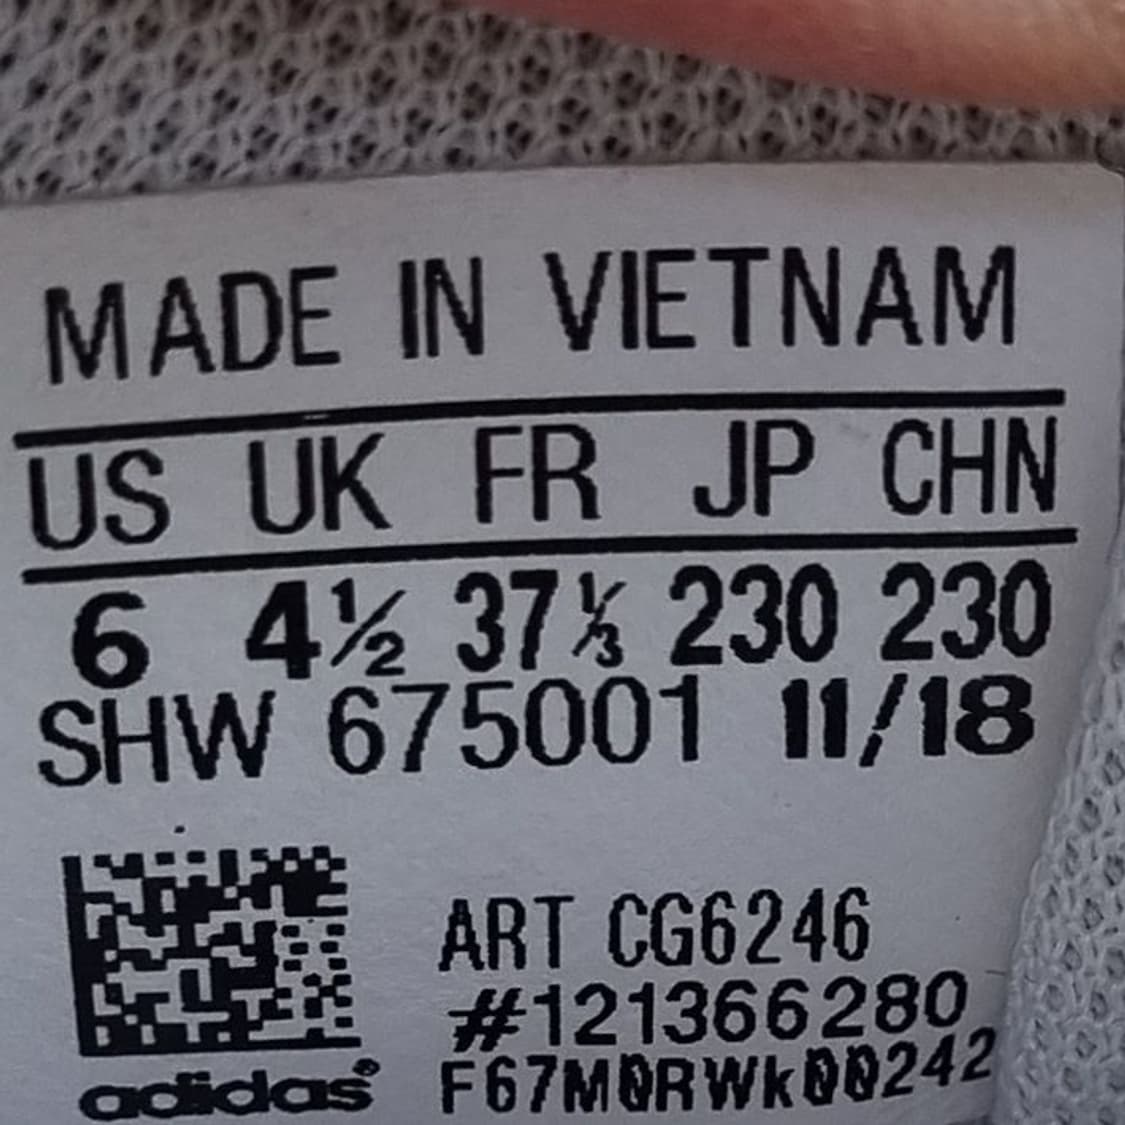 MADE IN VIETNAM
US UK FR JP CHN
6 4½ 37⅓ 230 230
SHW 675001 11/18
ART CG6246
#121366280
F67M0RWk00242
adidas®